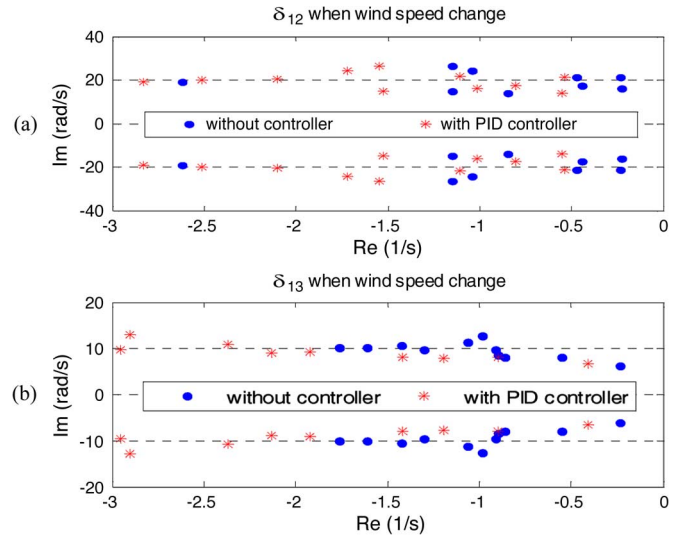 δ12 when wind speed change
40
20
0
-20
-40
Im (rad/s)
(a)
without controller
with PID controller
-3
-2.5
-2
-1.5
-1
-0.5
0
Re (1/s)
δ13 when wind speed change
20
10
0
-10
-20
Im (rad/s)
(b)
without controller
with PID controller
-3
-2.5
-2
-1.5
-1
-0.5
0
Re (1/s)